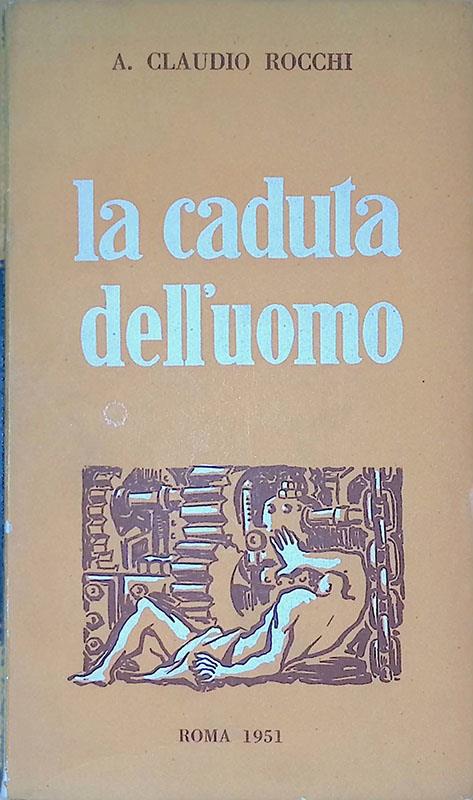 A. CLAUDIO ROCCHI
la caduta
dell'uomo
ROMA 1951